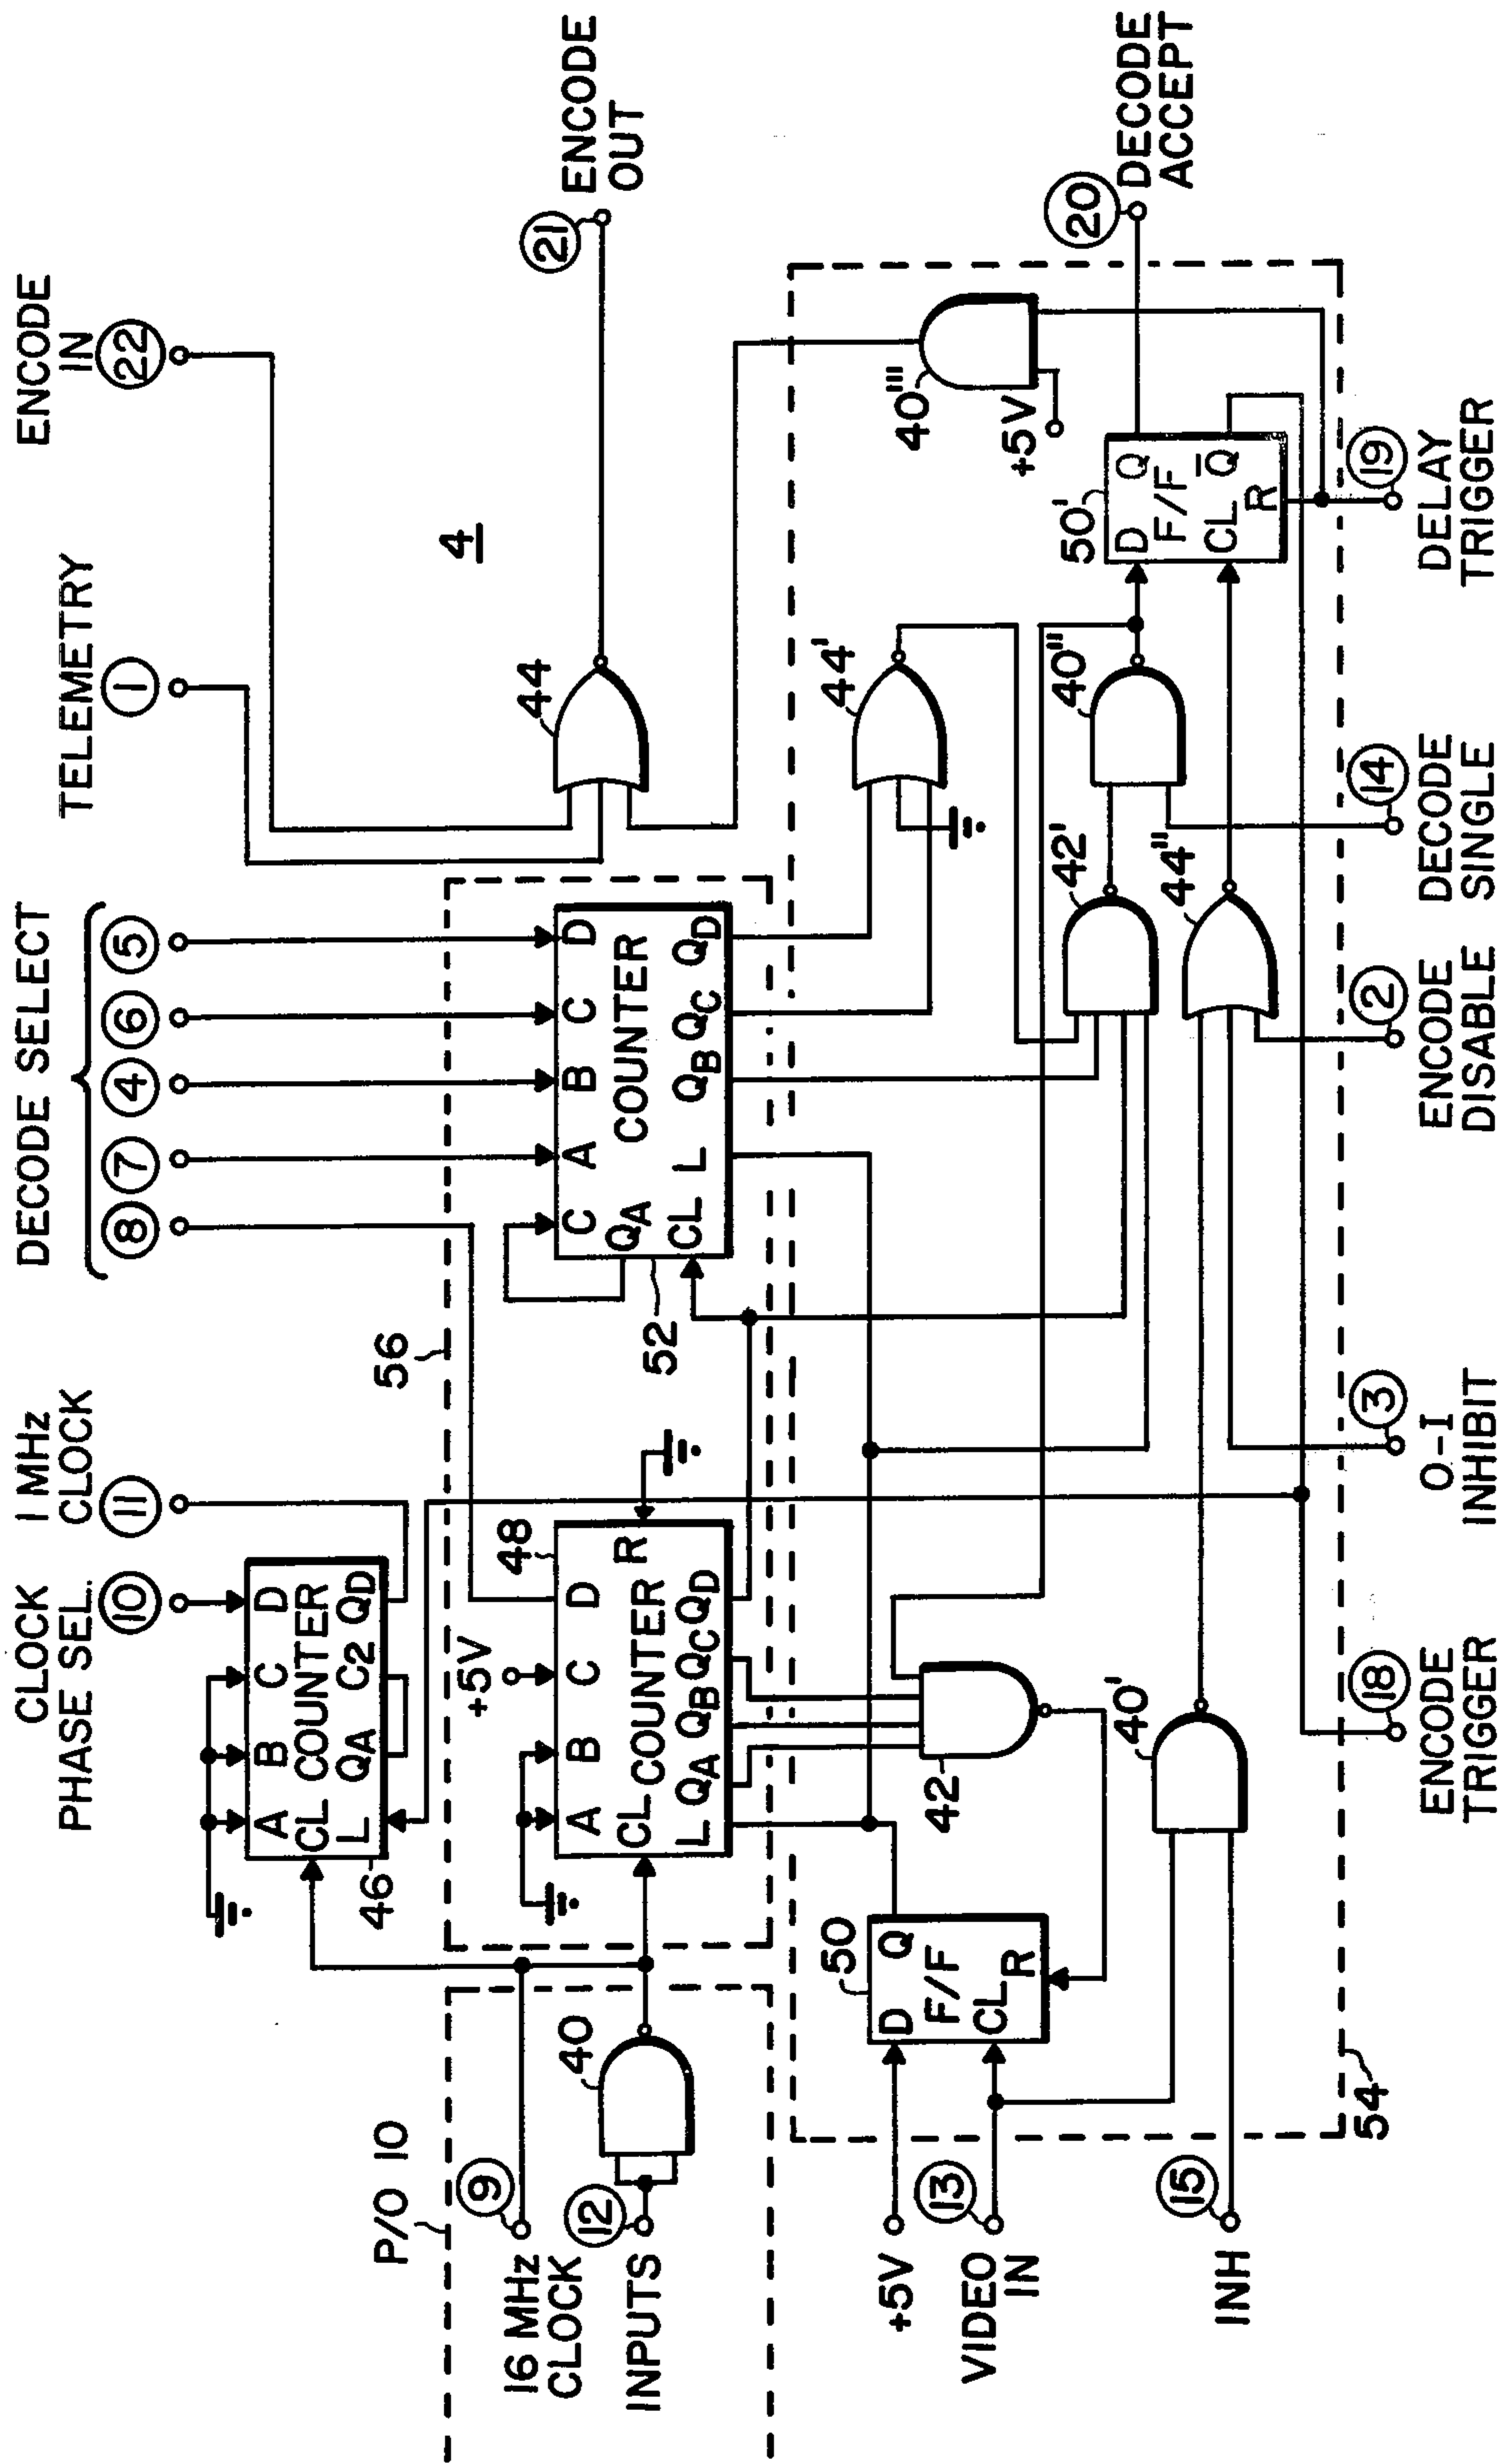 ENCODE
IN
22
TELEMETRY
1
DECODE SELECT
8
7
4
6
5
1 MHz
CLOCK
11
CLOCK
PHASE SEL.
10
ENCODE
OUT
21
4
44
56
A B C D
CL COUNTER
L QA C2 QD
46
+5V
48
A B C D
CL COUNTER R
L QA QB QC QD
C A B C D
QA COUNTER
CL L QB QC QD
52
P/O 10
9
16 MHz
CLOCK
12
INPUTS
40
44'
40'''
+5V
50
D Q
F/F
CL R
42
42'
40''
50'
D Q
F/F
CL Q
R
20
DECODE
ACCEPT
+5V
13
VIDEO
IN
15
INH
40'
44''
54
18
ENCODE
TRIGGER
3
O-I
INHIBIT
2
ENCODE
DISABLE
14
DECODE
SINGLE
19
DELAY
TRIGGER